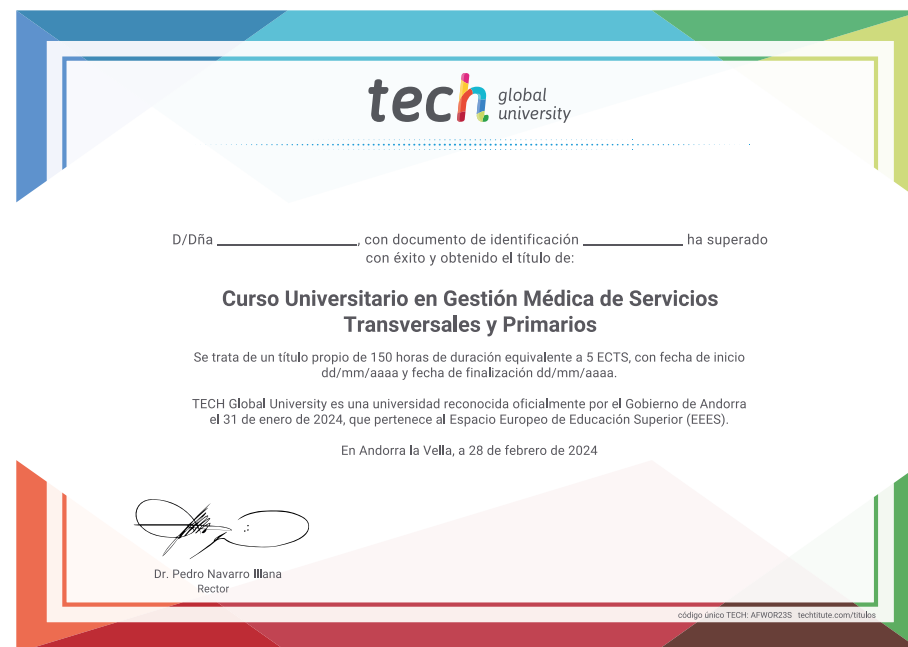 tech global university
D/Dña ________________, con documento de identificación ____________ ha superado
con éxito y obtenido el título de:
Curso Universitario en Gestión Médica de Servicios
Transversales y Primarios
Se trata de un título propio de 150 horas de duración equivalente a 5 ECTS, con fecha de inicio
dd/mm/aaaa y fecha de finalización dd/mm/aaaa.
TECH Global University es una universidad reconocida oficialmente por el Gobierno de Andorra
el 31 de enero de 2024, que pertenece al Espacio Europeo de Educación Superior (EEES).
En Andorra la Vella, a 28 de febrero de 2024
Dr. Pedro Navarro Illana
Rector
código único TECH: AFWOR23S techtitute.com/titulos